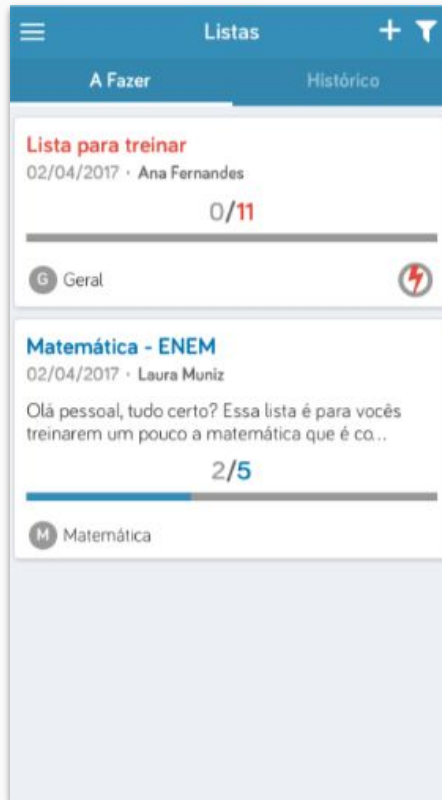 Listas
A Fazer Histórico
Lista para treinar
02/04/2017 · Ana Fernandes
0/11
G Geral
Matemática - ENEM
02/04/2017 · Laura Muniz
Olá pessoal, tudo certo? Essa lista é para vocês
treinarem um pouco a matemática que é co...
2/5
M Matemática